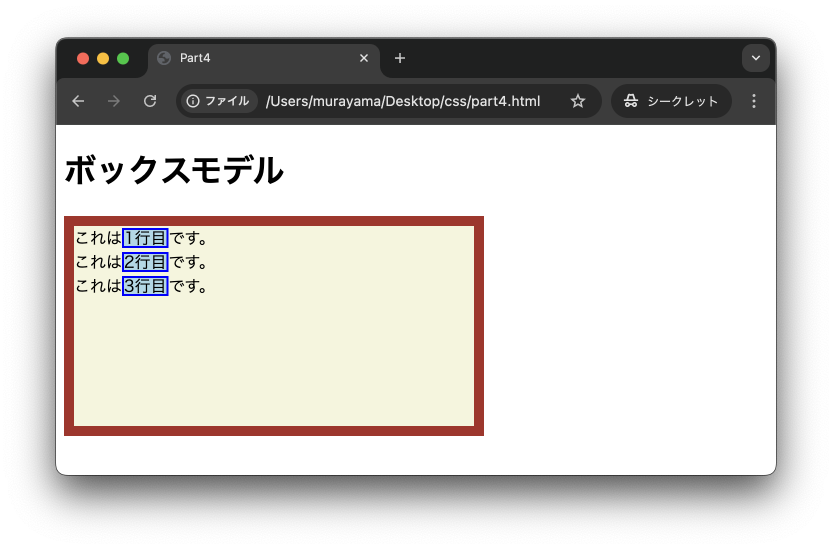 Part4
ファイル /Users/murayama/Desktop/css/part4.html シークレット
ボックスモデル
これは1行目です。
これは2行目です。
これは3行目です。